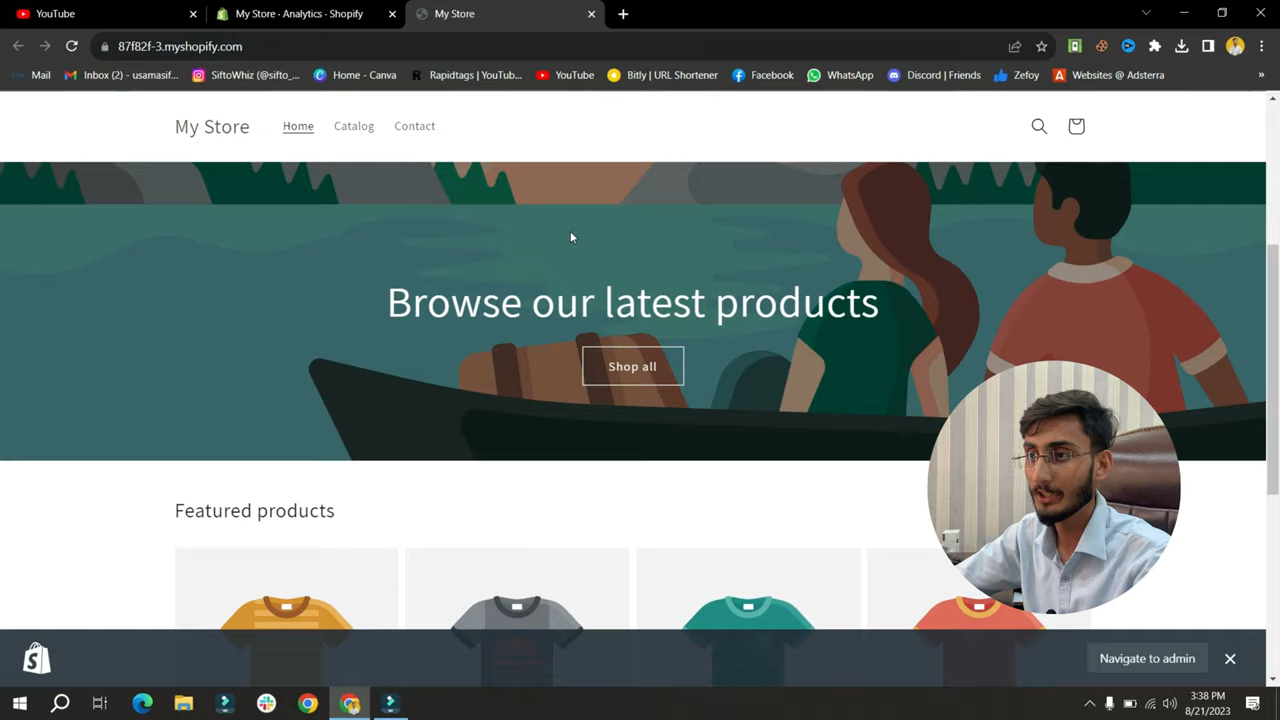 YouTube
My Store · Analytics · Shopify
My Store
87f82f-3.myshopify.com
Mail
Inbox (2) - usamasif...
SiftoWhiz (@sifto_...
Home - Canva
Rapidtags | YouTub...
YouTube
Bitly | URL Shortener
Facebook
WhatsApp
Discord | Friends
Zefoy
Websites @ Adsterra
My Store
Home
Catalog
Contact
Browse our latest products
Shop all
Featured products
Navigate to admin
3:38 PM
8/21/2023